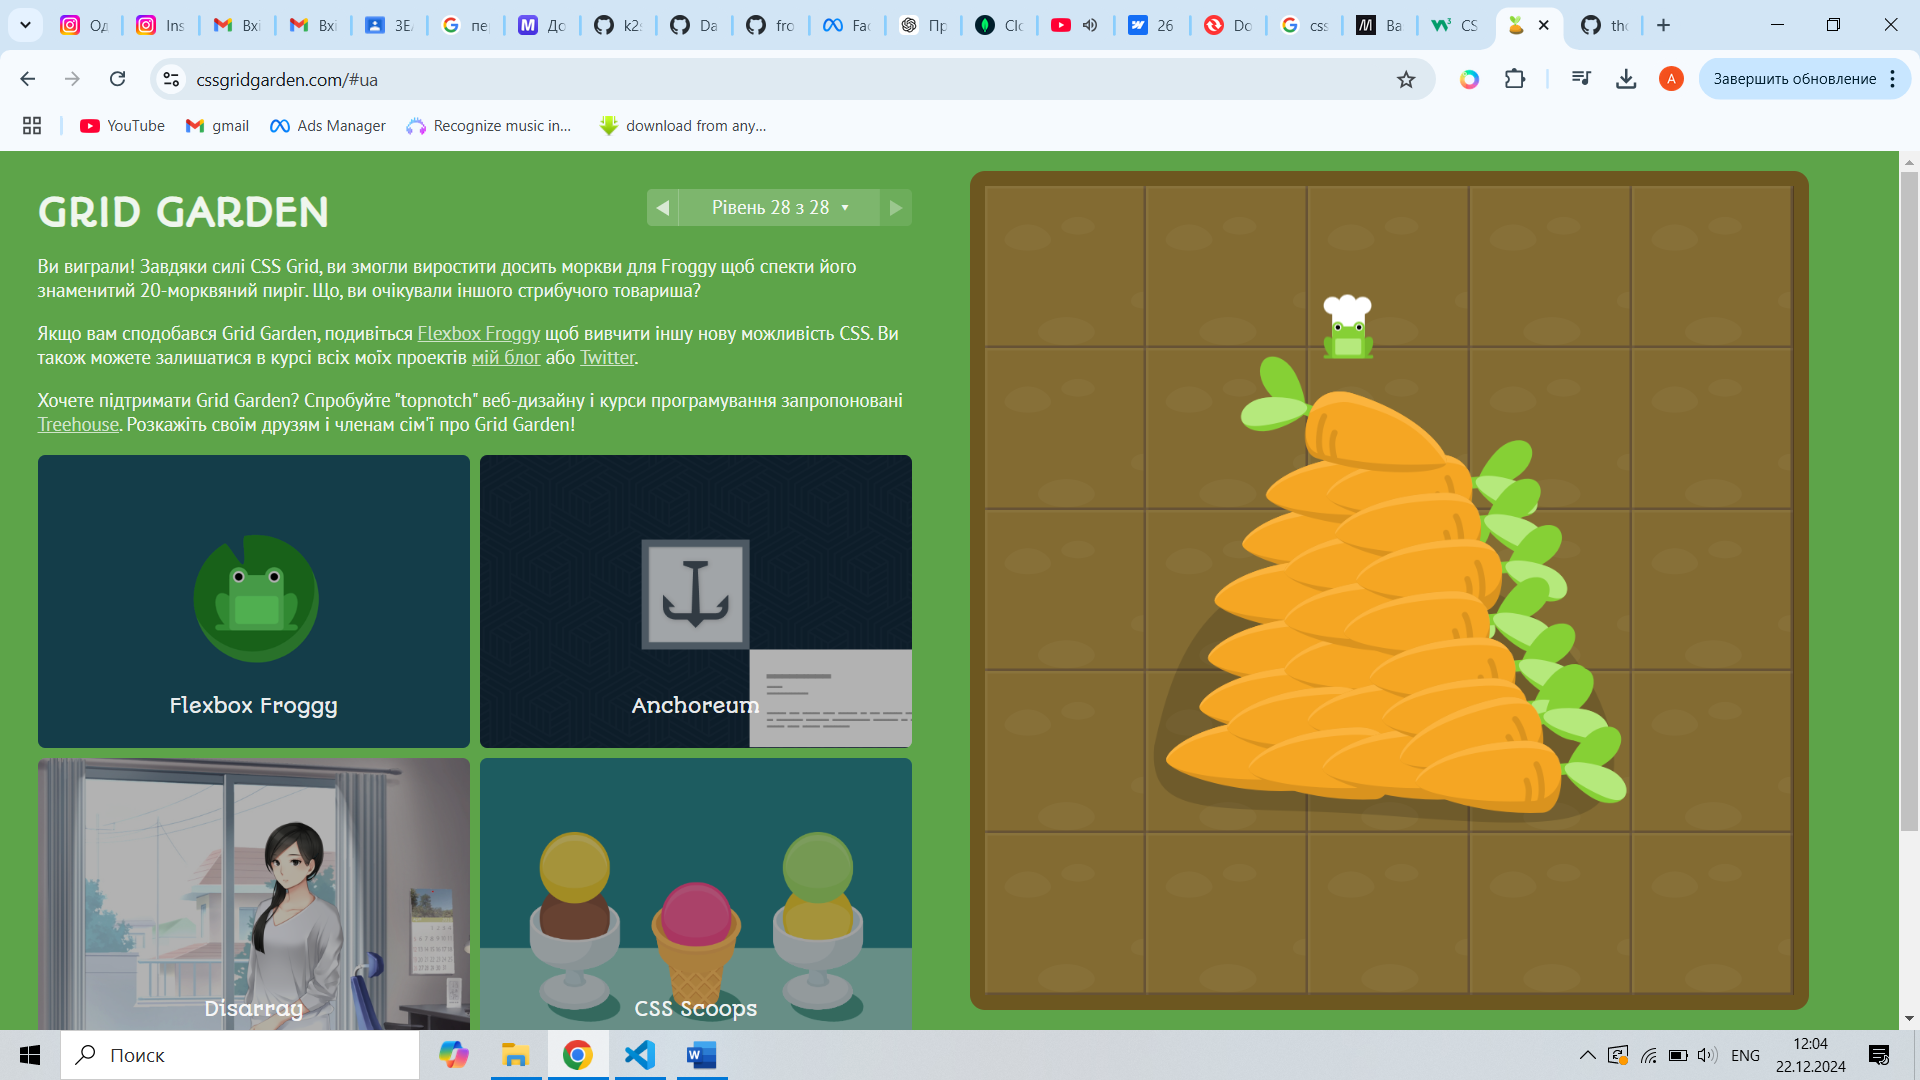 Од
Ins
Вхі
Вхі
ЗЕА
пе
До
k2
Da
fro
Fac
Пр
Clo
26
Do
css
Ba
CS
cssgridgarden.com/#ua
A
Завершить обновление
YouTube
gmail
Ads Manager
Recognize music in...
download from any...
GRID GARDEN
Рівень 28 з 28
Ви виграли! Завдяки силі CSS Grid, ви змогли виростити досить моркви для Froggy щоб спекти його
знаменитий 20-морквяний пиріг. Що, ви очікували іншого стрибучого товариша?
Якщо вам сподобався Grid Garden, подивіться Flexbox Froggy щоб вивчити іншу нову можливість CSS. Ви
також можете залишатися в курсі всіх моїх проектів мій блог або Twitter.
Хочете підтримати Grid Garden? Спробуйте "topnotch" веб-дизайну і курси програмування запропоновані
Treehouse. Розкажіть своїм друзям і членам сім'ї про Grid Garden!
Flexbox Froggy
Anchoreum
Disarray
CSS Scoops
Поиск
ENG
12:04
22.12.2024